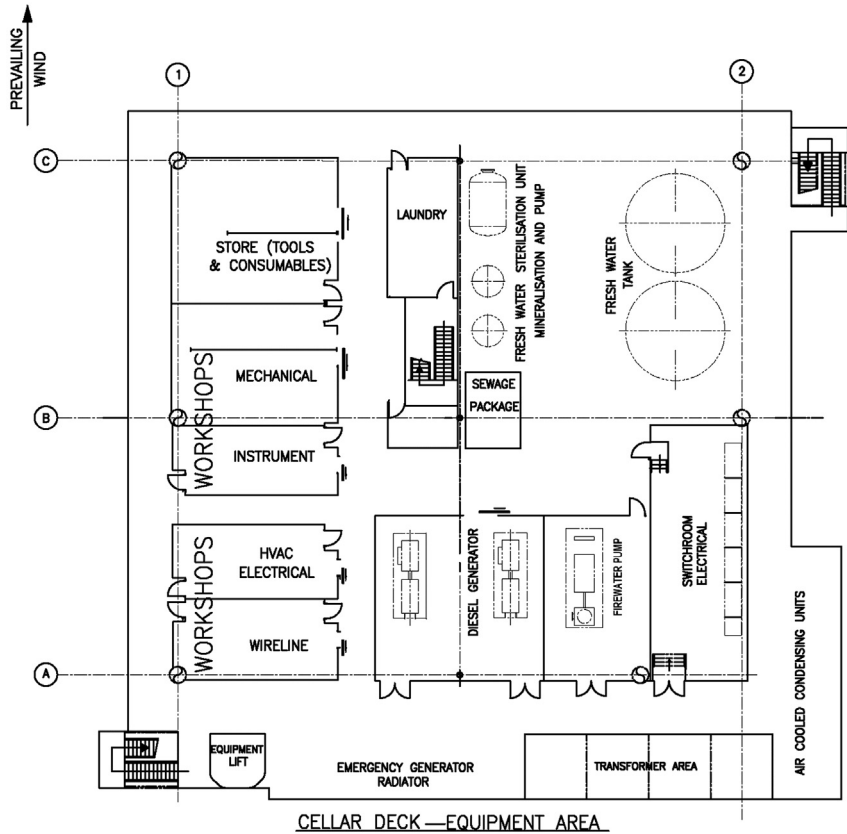 PREVAILING
WIND
1
2
C
B
A
STORE (TOOLS
& CONSUMABLES)
LAUNDRY
FRESH WATER STERILISATION UNIT
MINERALISATION AND PUMP
FRESH WATER
TANK
WORKSHOPS
MECHANICAL
INSTRUMENT
SEWAGE
PACKAGE
WORKSHOPS
HVAC
ELECTRICAL
WIRELINE
DIESEL GENERATOR
FIREWATER PUMP
SWITCHROOM
ELECTRICAL
AIR COOLED CONDENSING UNITS
EQUIPMENT
LIFT
EMERGENCY GENERATOR
RADIATOR
TRANSFORMER AREA
CELLAR DECK—EQUIPMENT AREA